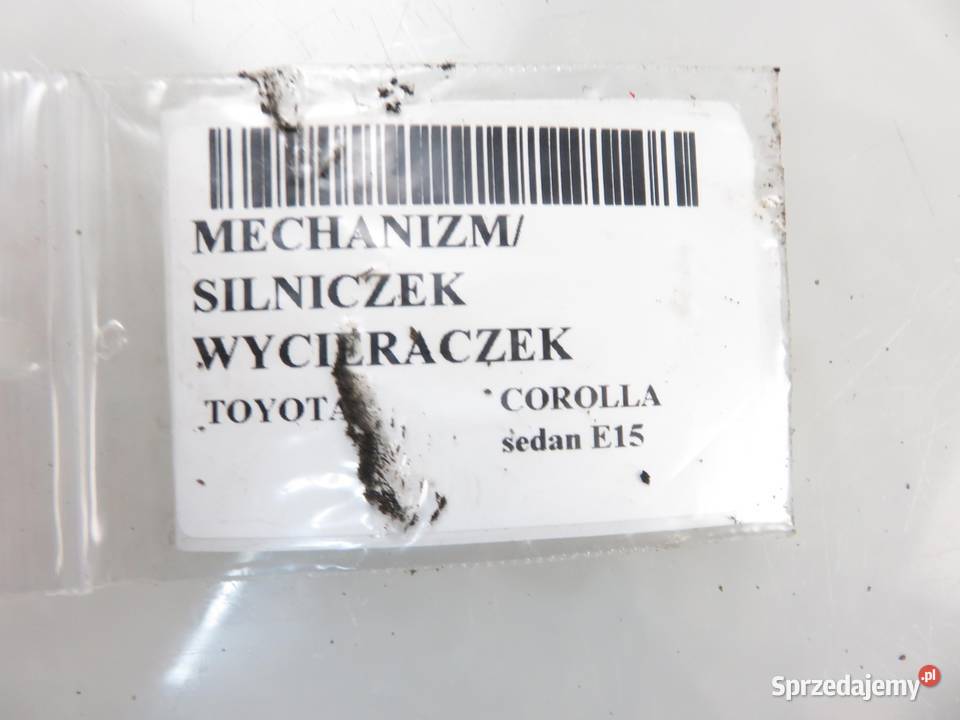 MECHANIZM/
SILNICZEK
WYCIERACZEK
TOYOTA COROLLA
sedan E15
Sprzedajemy.pl